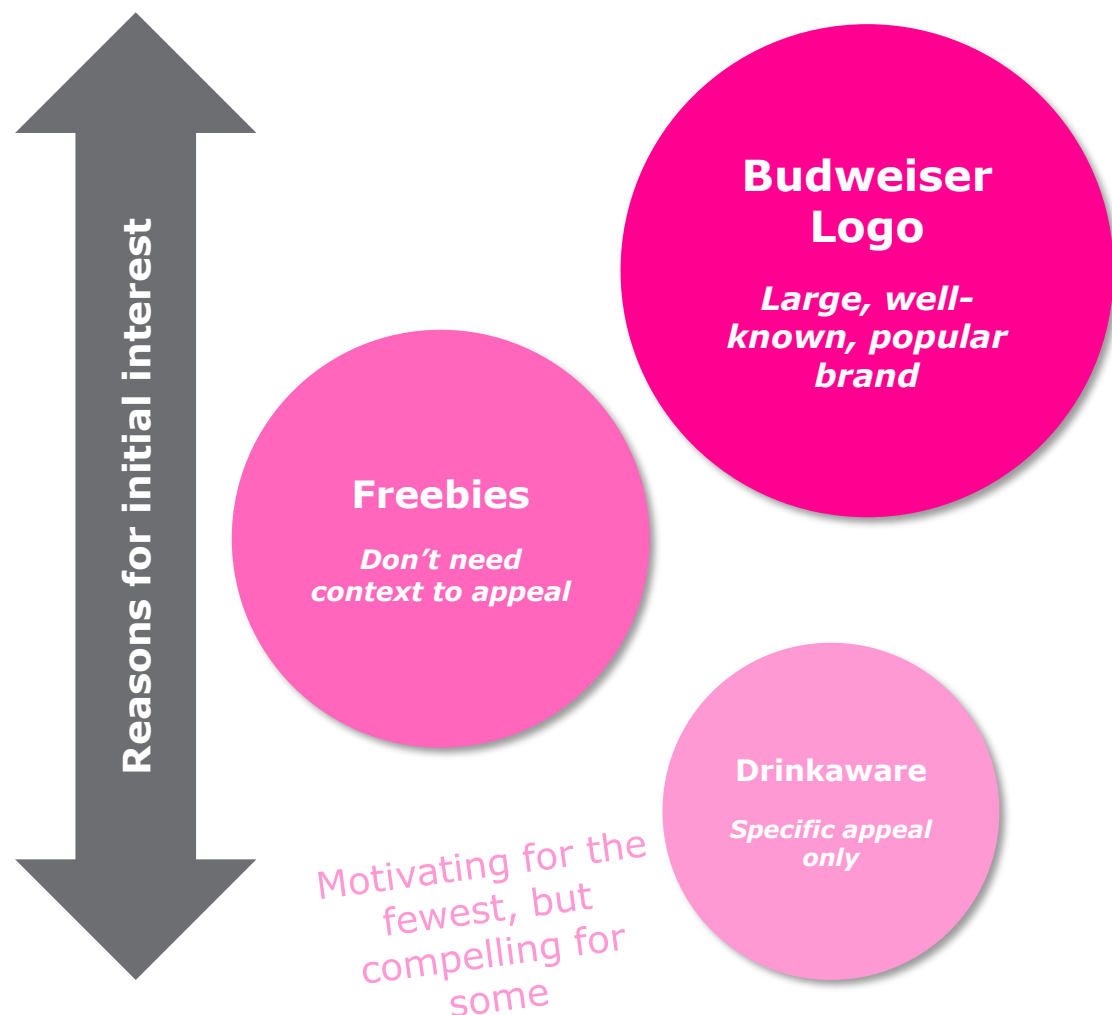 Reasons for initial interest
Budweiser
Logo
Large, well-
known, popular
brand
Freebies
Don’t need
context to appeal
Drinkaware
Specific appeal
only
Motivating for the
fewest, but
compelling for
some